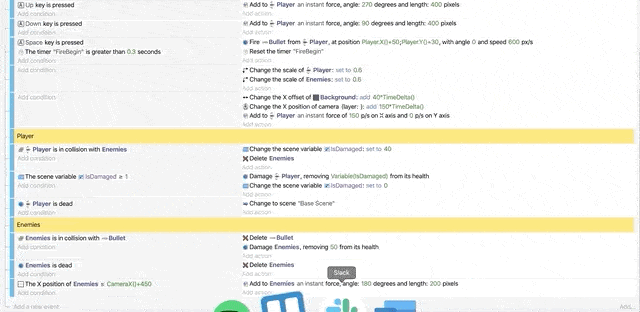 Up key is pressed Add to Player an instant force, angle: 270 degrees and length: 400 pixels
Add condition Add action
Down key is pressed Add to Player an instant force, angle: 90 degrees and length: 400 pixels
Add condition Add action
Space key is pressed Fire Bullet from Player, at position Player.X()+50;Player.Y()+30, with angle 0 and speed 600 px/s
The timer "FireBegin" is greater than 0.3 seconds Reset the timer "FireBegin"
Add condition Add action
Add condition Change the scale of Player: set to 0.6
Change the scale of Enemies: set to 0.6
Add action
Add condition Change the X offset of Background: add 40*TimeDelta()
Change the X position of camera (layer: ): add 150*TimeDelta()
Add to Player an instant force of 150 p/s on X axis and 0 p/s on Y axis
Add action
Player
Player is in collision with Enemies Change the scene variable IsDamaged: set to 40
Add condition Delete Enemies
Add action
The scene variable IsDamaged ≥ 1 Damage Player, removing Variable(IsDamaged) from its health
Add condition Change the scene variable IsDamaged: set to 0
Add action
Player is dead Change to scene "Base Scene"
Add condition Add action
Enemies
Enemies is in collision with Bullet Delete Bullet
Add condition Damage Enemies, removing 50 from its health
Add action
Enemies is dead Delete Enemies
Add condition Add action
Slack
The X position of Enemies ≤ CameraX()+450 Add to Enemies an instant force, angle: 180 degrees and length: 200 pixels
Add condition Add action
Add a new event Add...